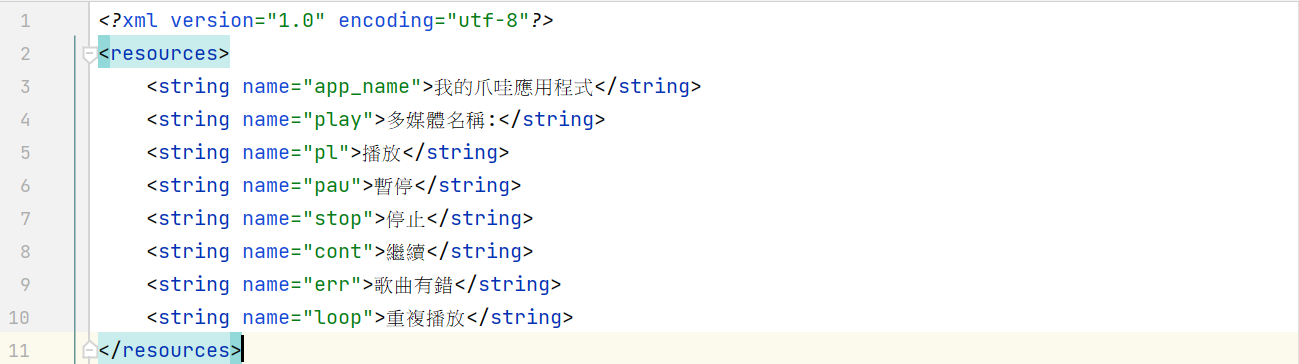 1 <?xml version="1.0" encoding="utf-8"?>
2 <resources>
3 <string name="app_name">我的爪哇應用程式</string>
4 <string name="play">多媒體名稱:</string>
5 <string name="pl">播放</string>
6 <string name="pau">暫停</string>
7 <string name="stop">停止</string>
8 <string name="cont">繼續</string>
9 <string name="err">歌曲有錯</string>
10 <string name="loop">重複播放</string>
11 </resources>